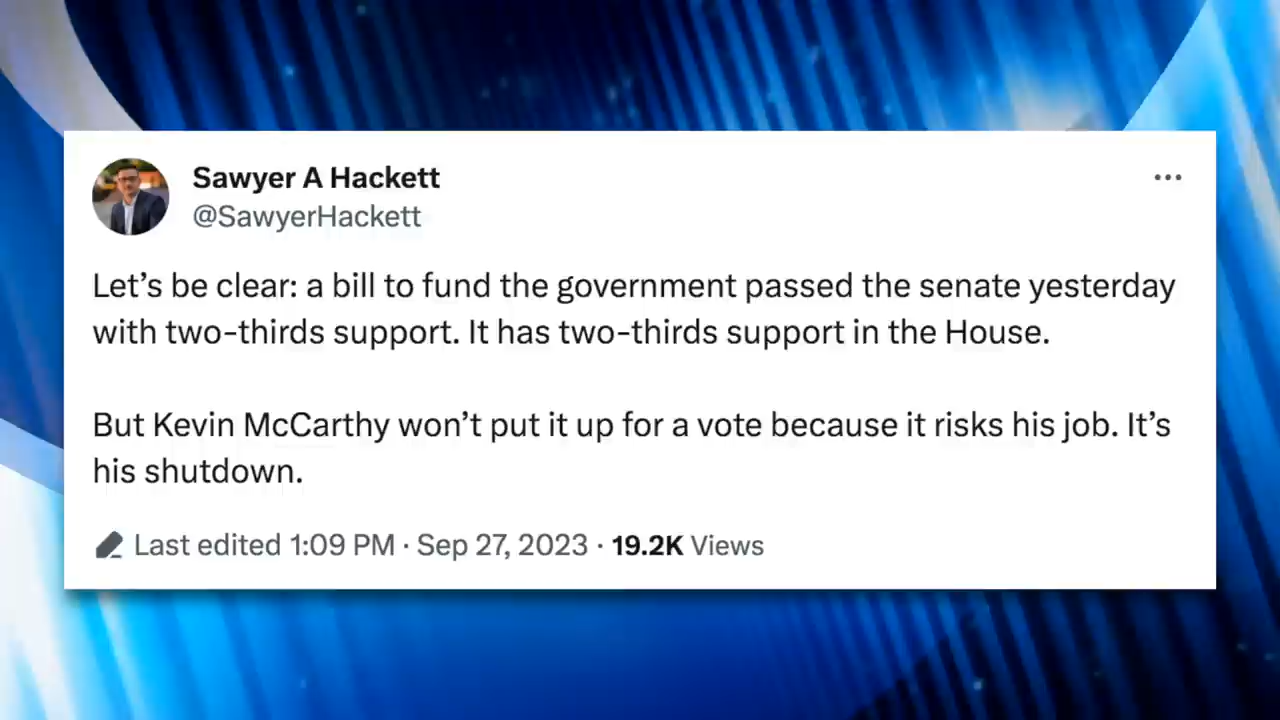 Sawyer A Hackett
@SawyerHackett
Let’s be clear: a bill to fund the government passed the senate yesterday
with two-thirds support. It has two-thirds support in the House.
But Kevin McCarthy won’t put it up for a vote because it risks his job. It’s
his shutdown.
Last edited 1:09 PM · Sep 27, 2023 · 19.2K Views